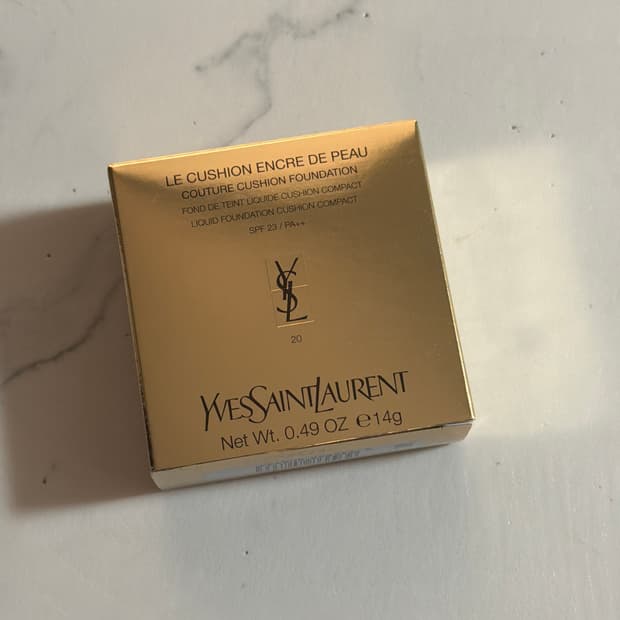 LE CUSHION ENCRE DE PEAU
COUTURE CUSHION FOUNDATION
FOND DE TEINT LIQUIDE CUSHION COMPACT
LIQUID FOUNDATION CUSHION COMPACT
SPF 23 / PA++
YSL
20
YVESSAINTLAURENT
Net Wt. 0.49 OZ ℮14g